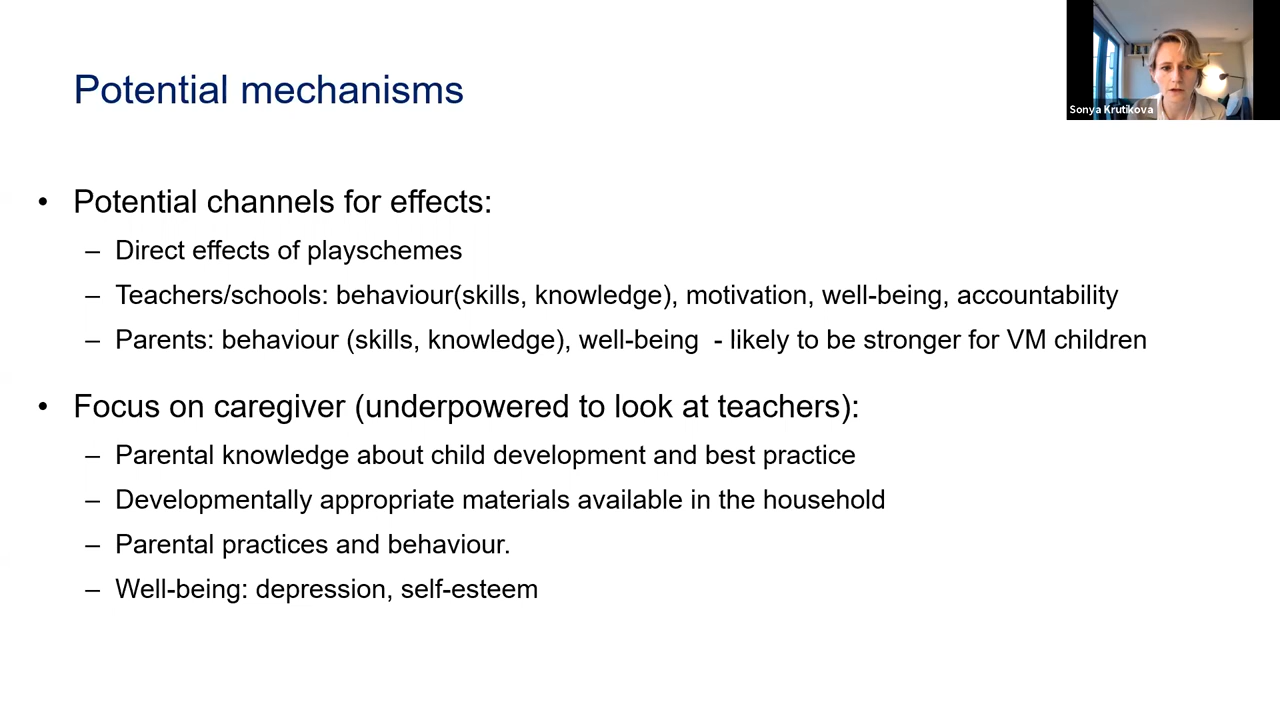 Potential mechanisms
Sonya Krutikova
• Potential channels for effects:
– Direct effects of playschemes
– Teachers/schools: behaviour(skills, knowledge), motivation, well-being, accountability
– Parents: behaviour (skills, knowledge), well-being  - likely to be stronger for VM children
• Focus on caregiver (underpowered to look at teachers):
– Parental knowledge about child development and best practice
– Developmentally appropriate materials available in the household
– Parental practices and behaviour.
– Well-being: depression, self-esteem